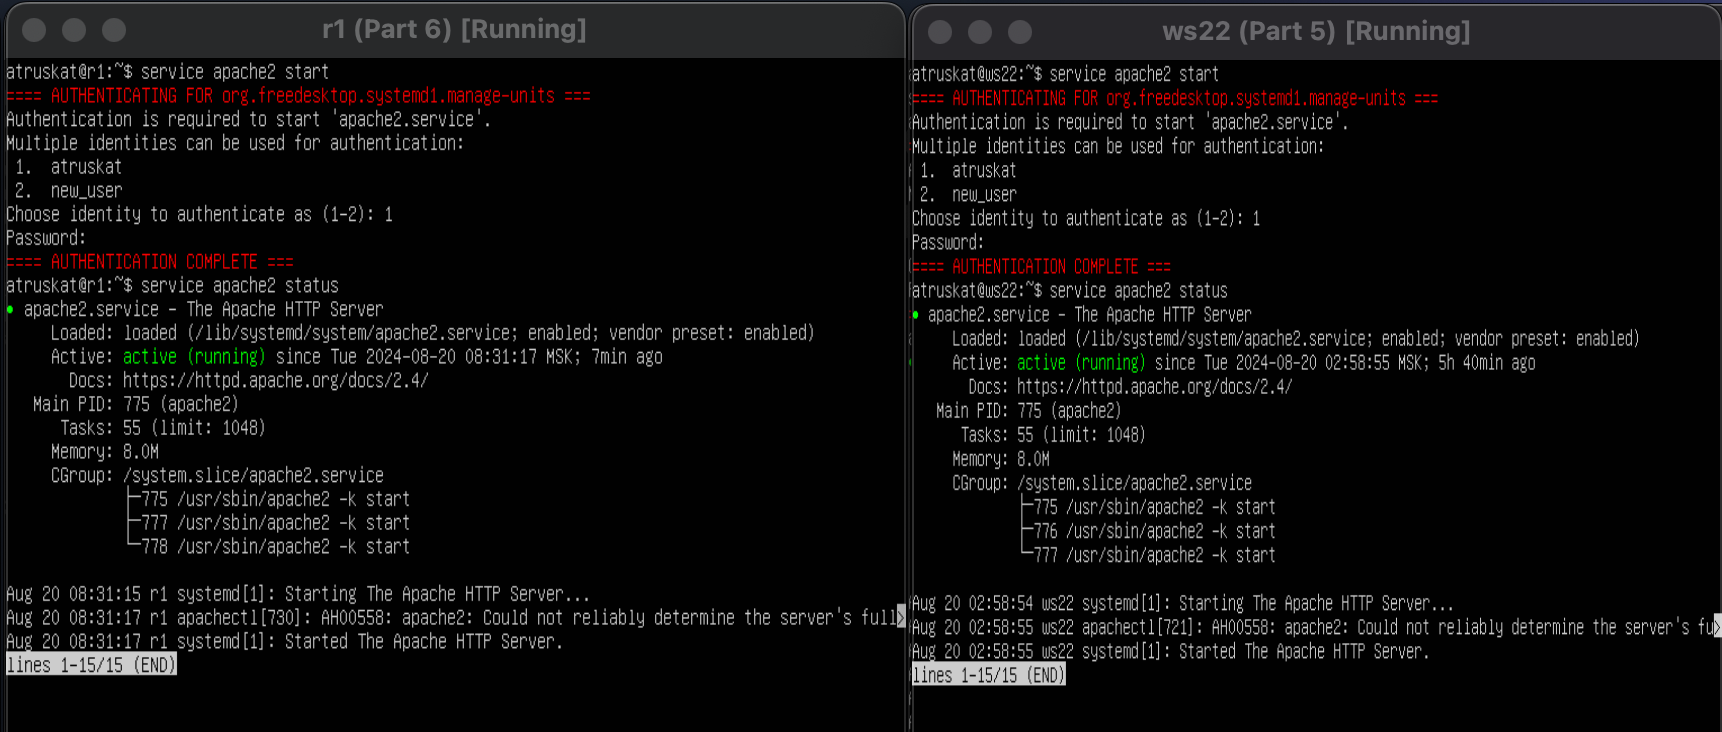 r1 (Part 6) [Running]
atruskat@r1:~$ service apache2 start
==== AUTHENTICATING FOR org.freedesktop.systemd1.manage-units ===
Authentication is required to start 'apache2.service'.
Multiple identities can be used for authentication:
 1.  atruskat
 2.  new_user
Choose identity to authenticate as (1-2): 1
Password:
==== AUTHENTICATION COMPLETE ===
atruskat@r1:~$ service apache2 status
● apache2.service - The Apache HTTP Server
     Loaded: loaded (/lib/systemd/system/apache2.service; enabled; vendor preset: enabled)
     Active: active (running) since Tue 2024-08-20 08:31:17 MSK; 7min ago
       Docs: https://httpd.apache.org/docs/2.4/
   Main PID: 775 (apache2)
      Tasks: 55 (limit: 1048)
     Memory: 8.0M
     CGroup: /system.slice/apache2.service
             ├─775 /usr/sbin/apache2 -k start
             ├─777 /usr/sbin/apache2 -k start
             └─778 /usr/sbin/apache2 -k start
Aug 20 08:31:15 r1 systemd[1]: Starting The Apache HTTP Server...
Aug 20 08:31:17 r1 apachectl[730]: AH00558: apache2: Could not reliably determine the server's full>
Aug 20 08:31:17 r1 systemd[1]: Started The Apache HTTP Server.
lines 1-15/15 (END)
ws22 (Part 5) [Running]
atruskat@ws22:~$ service apache2 start
==== AUTHENTICATING FOR org.freedesktop.systemd1.manage-units ===
Authentication is required to start 'apache2.service'.
Multiple identities can be used for authentication:
 1.  atruskat
 2.  new_user
Choose identity to authenticate as (1-2): 1
Password:
==== AUTHENTICATION COMPLETE ===
atruskat@ws22:~$ service apache2 status
● apache2.service - The Apache HTTP Server
     Loaded: loaded (/lib/systemd/system/apache2.service; enabled; vendor preset: enabled)
     Active: active (running) since Tue 2024-08-20 02:58:55 MSK; 5h 40min ago
       Docs: https://httpd.apache.org/docs/2.4/
   Main PID: 775 (apache2)
      Tasks: 55 (limit: 1048)
     Memory: 8.0M
     CGroup: /system.slice/apache2.service
             ├─775 /usr/sbin/apache2 -k start
             ├─776 /usr/sbin/apache2 -k start
             └─777 /usr/sbin/apache2 -k start
Aug 20 02:58:54 ws22 systemd[1]: Starting The Apache HTTP Server...
Aug 20 02:58:55 ws22 apachectl[721]: AH00558: apache2: Could not reliably determine the server's fu>
Aug 20 02:58:55 ws22 systemd[1]: Started The Apache HTTP Server.
lines 1-15/15 (END)